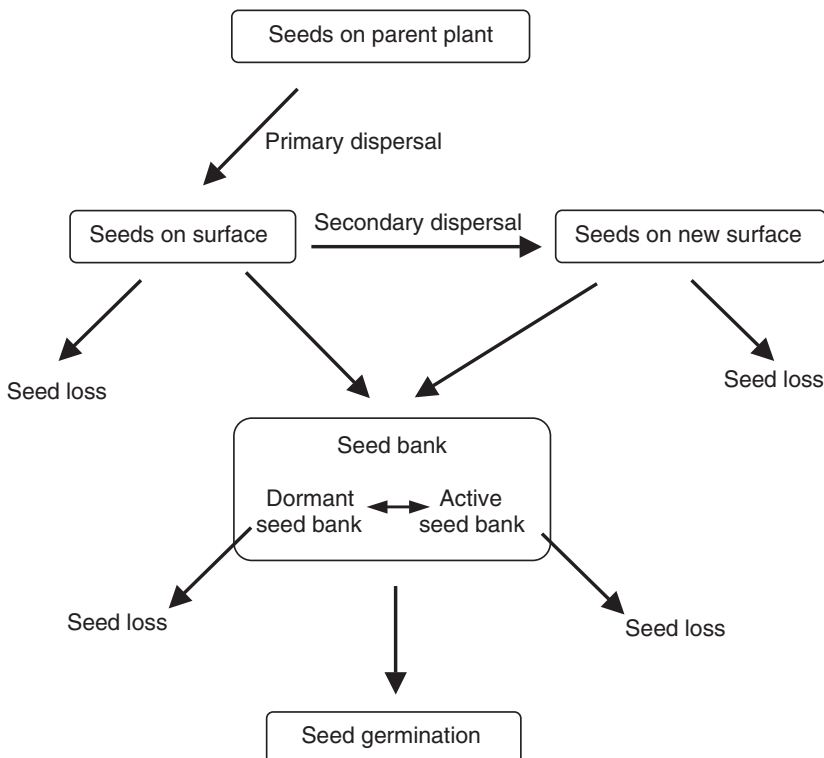 Seeds on parent plant
Primary dispersal
Seeds on surface
Secondary dispersal
Seeds on new surface
Seed loss
Seed loss
Seed bank
Dormant
seed bank
Active
seed bank
Seed loss
Seed loss
Seed germination